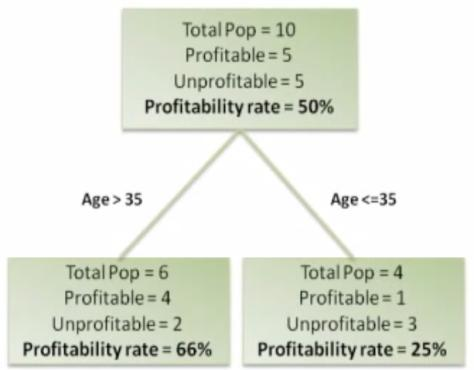 Total Pop = 10
Profitable = 5
Unprofitable = 5
Profitability rate = 50%
Age > 35
Age <=35
Total Pop = 6
Profitable = 4
Unprofitable = 2
Profitability rate = 66%
Total Pop = 4
Profitable = 1
Unprofitable = 3
Profitability rate = 25%